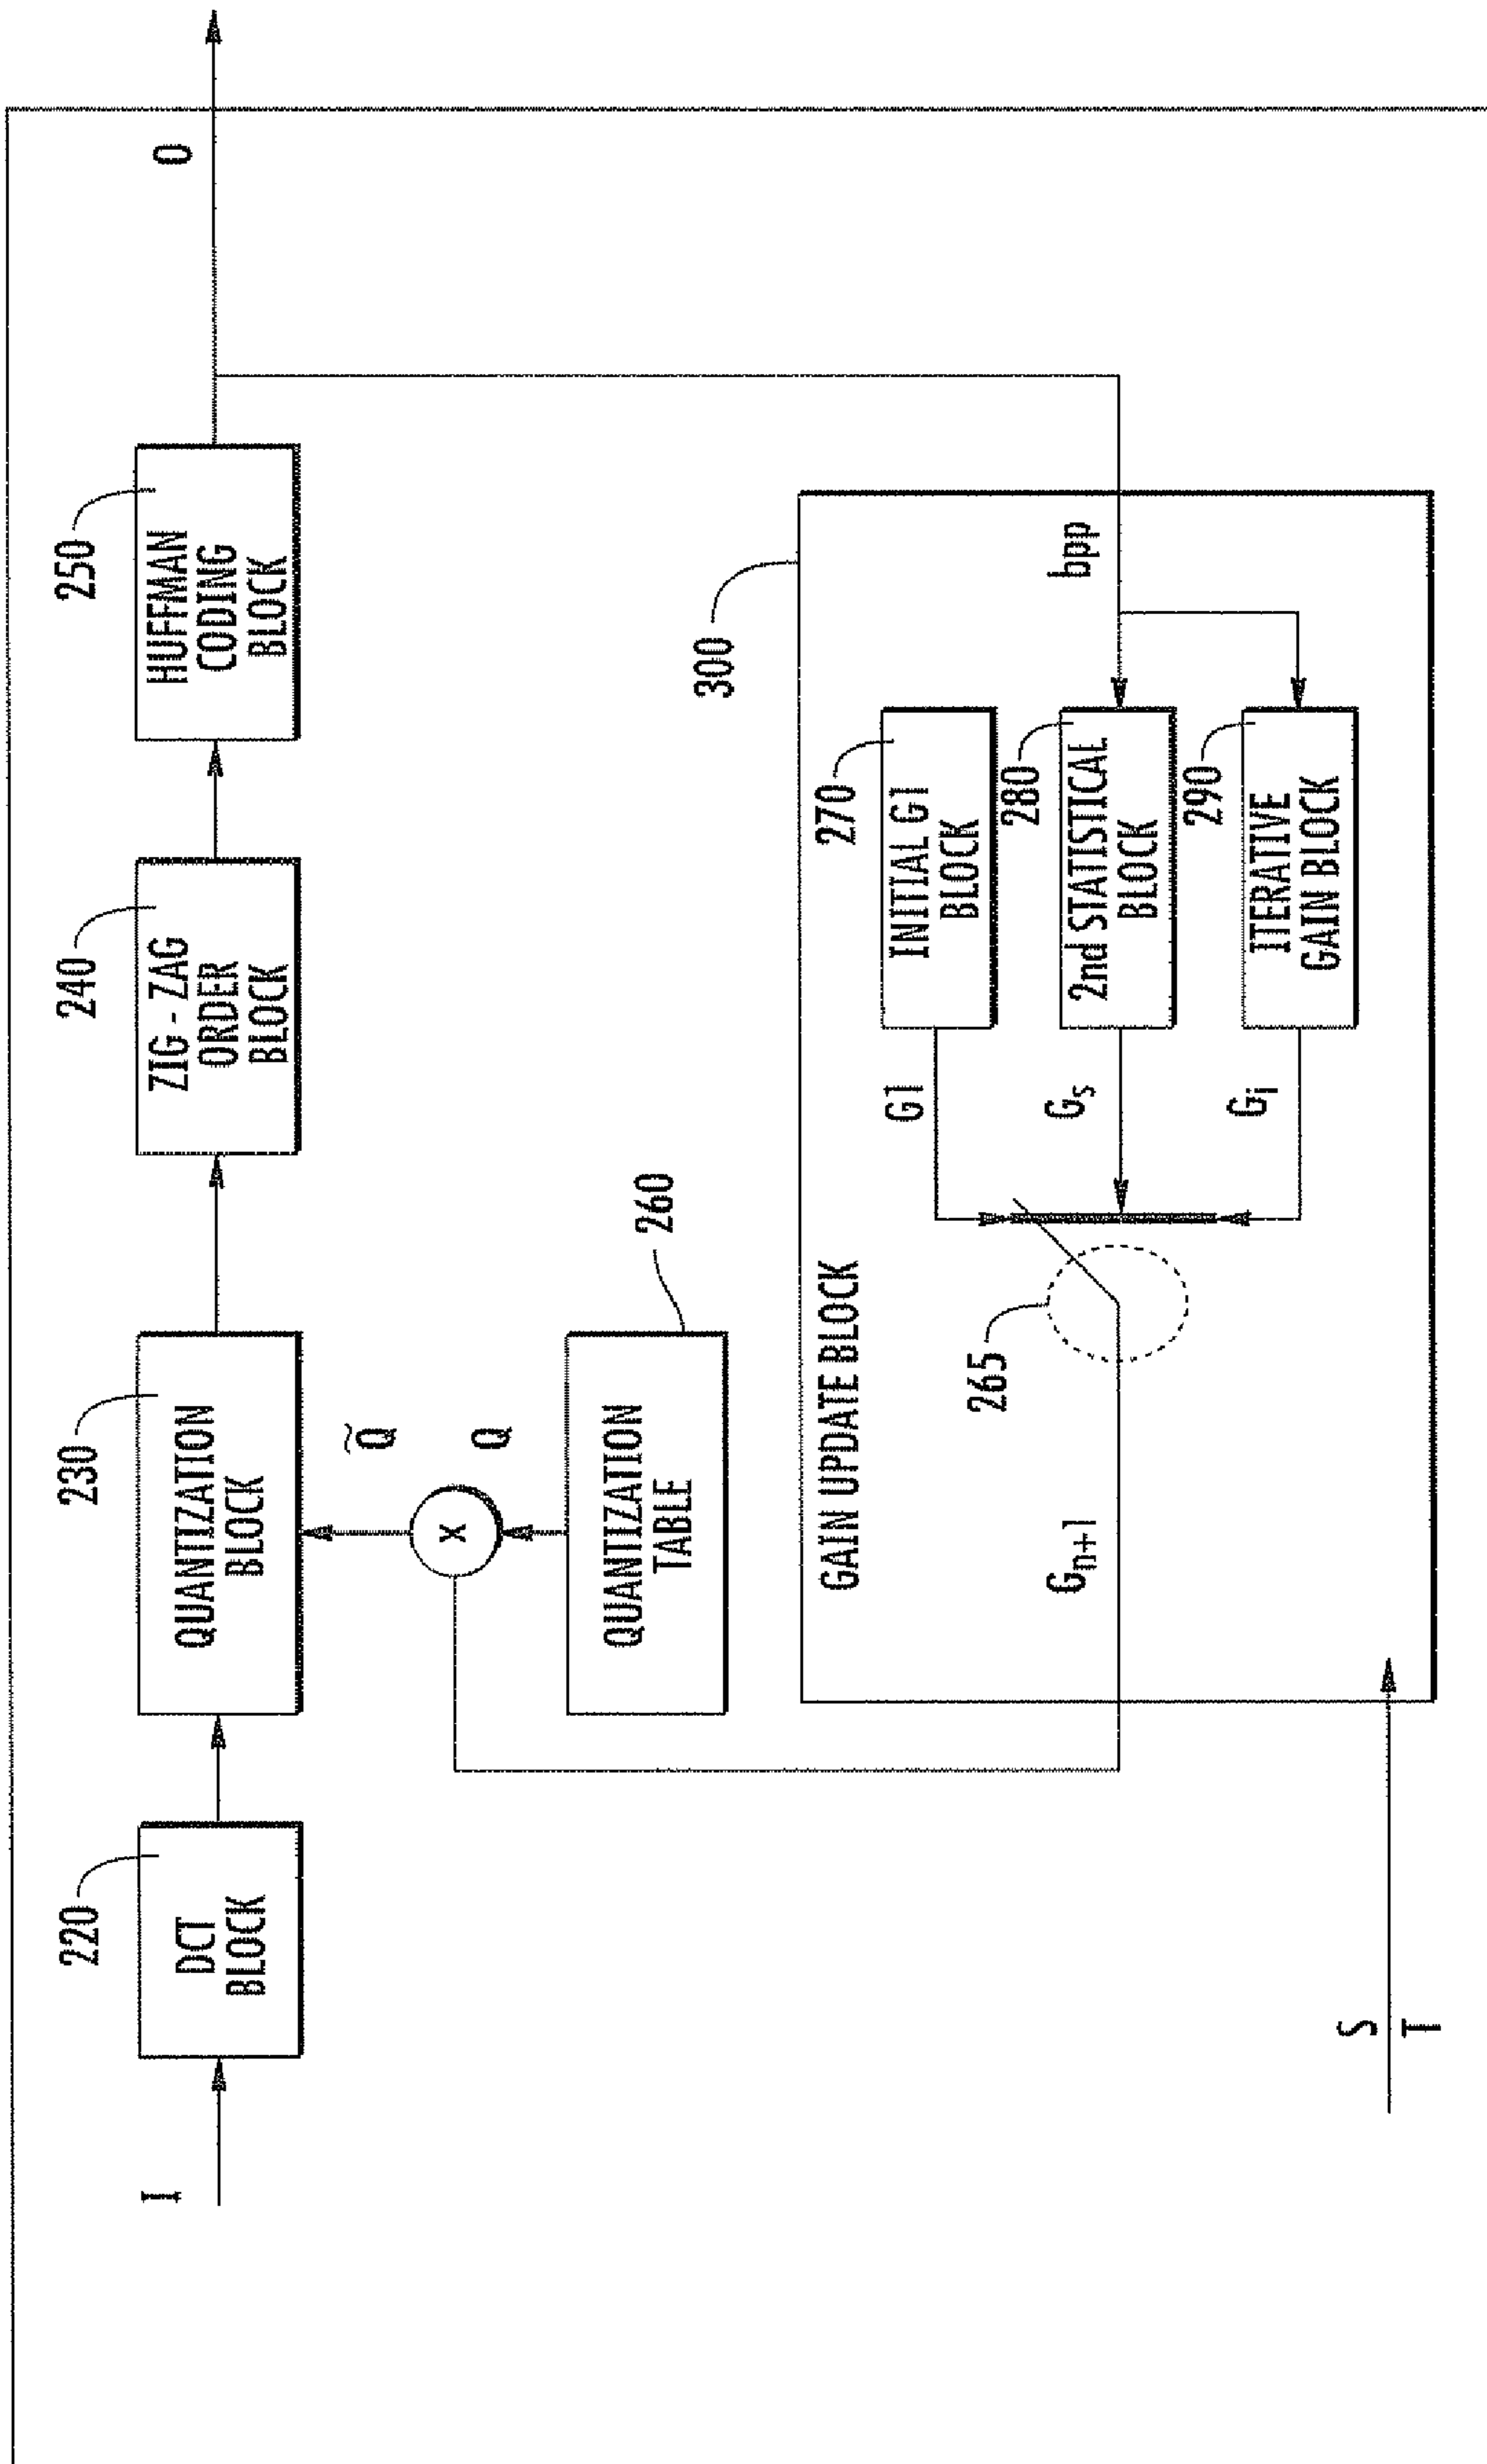 220
230
240
250
I
DCT
BLOCK
QUANTIZATION
BLOCK
ZIG - ZAG
ORDER
BLOCK
HUFFMAN
CODING
BLOCK
O
Q̃
X
Q
QUANTIZATION
TABLE
260
300
GAIN UPDATE BLOCK
G1
270
INITIAL G1
BLOCK
265
Gn+1
Gs
280
2nd STATISTICAL
BLOCK
bpp
Gi
290
ITERATIVE
GAIN BLOCK
S
T